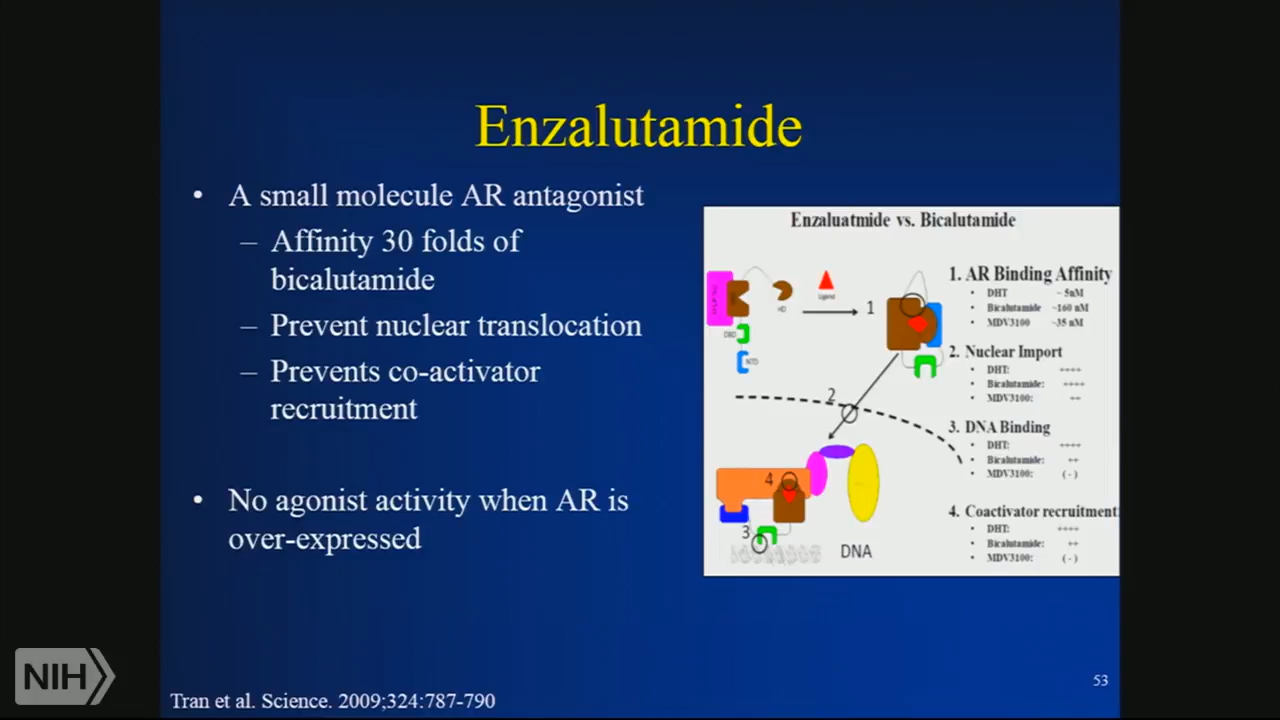 Enzalutamide
• A small molecule AR antagonist
– Affinity 30 folds of
bicalutamide
– Prevent nuclear translocation
– Prevents co-activator
recruitment
• No agonist activity when AR is
over-expressed
Enzaluatmide vs. Bicalutamide
Ligand
1
DBD
NTD
2
4
3
DNA
1. AR Binding Affinity
• DHT ~ 5nM
• Bicalutamide ~160 nM
• MDV3100 ~35 nM
2. Nuclear Import
• DHT: ++++
• Bicalutamide: ++++
• MDV3100: ++
3. DNA Binding
• DHT: ++++
• Bicalutamide: ++
• MDV3100: (-)
4. Coactivator recruitment:
• DHT: ++++
• Bicalutamide: ++
• MDV3100: (-)
53
NIH
Tran et al. Science. 2009;324:787-790